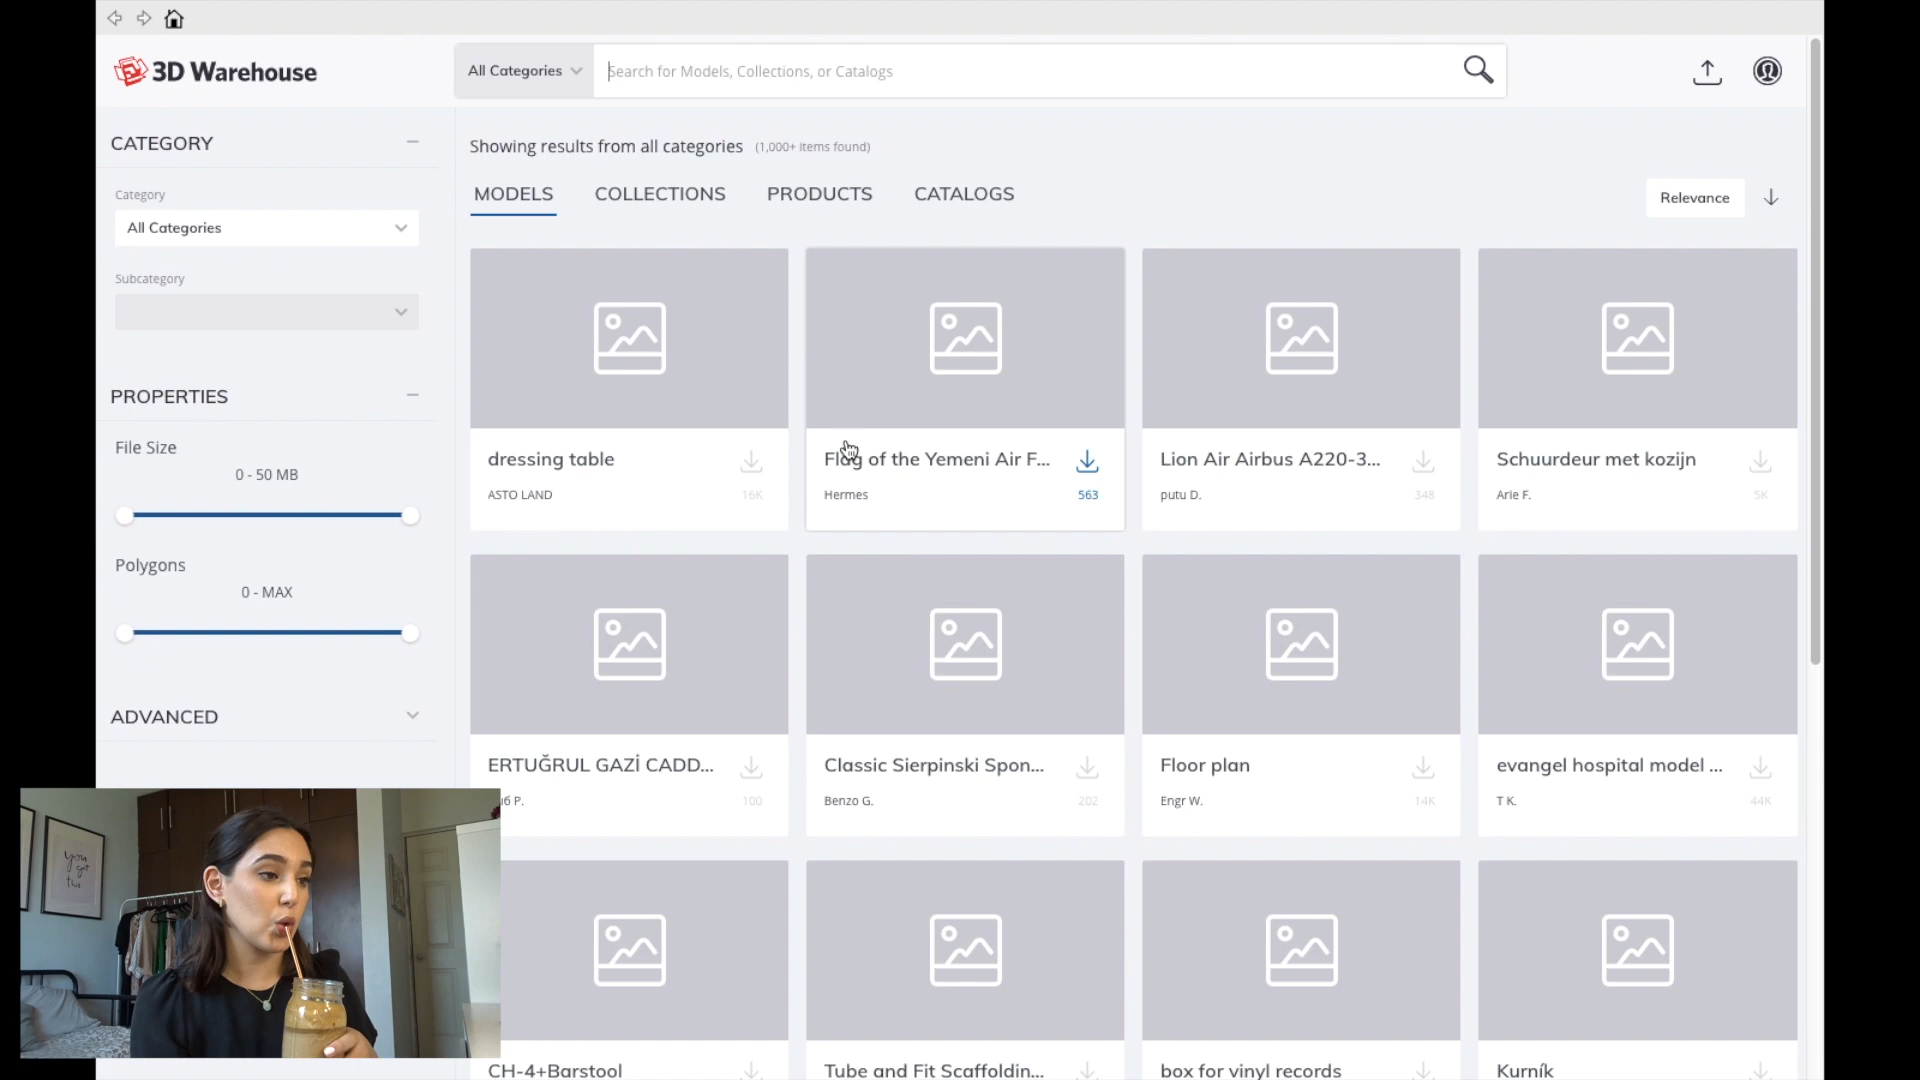 3D Warehouse
All Categories
Search for Models, Collections, or Catalogs
CATEGORY
Category
All Categories
Subcategory
PROPERTIES
File Size
0 - 50 MB
Polygons
0 - MAX
ADVANCED
Showing results from all categories (1,000+ items found)
MODELS COLLECTIONS PRODUCTS CATALOGS
Relevance
dressing table
ASTO LAND 16K
Flag of the Yemeni Air F...
Hermes 563
Lion Air Airbus A220-3...
putu D. 348
Schuurdeur met kozijn
Arie F. 5K
ERTUĞRUL GAZİ CADD...
P. 100
Classic Sierpinski Spon...
Benzo G. 202
Floor plan
Engr W. 14K
evangel hospital model ...
T K. 44K
CH-4+Barstool
Tube and Fit Scaffoldin...
box for vinyl records
Kurník
you
got
this